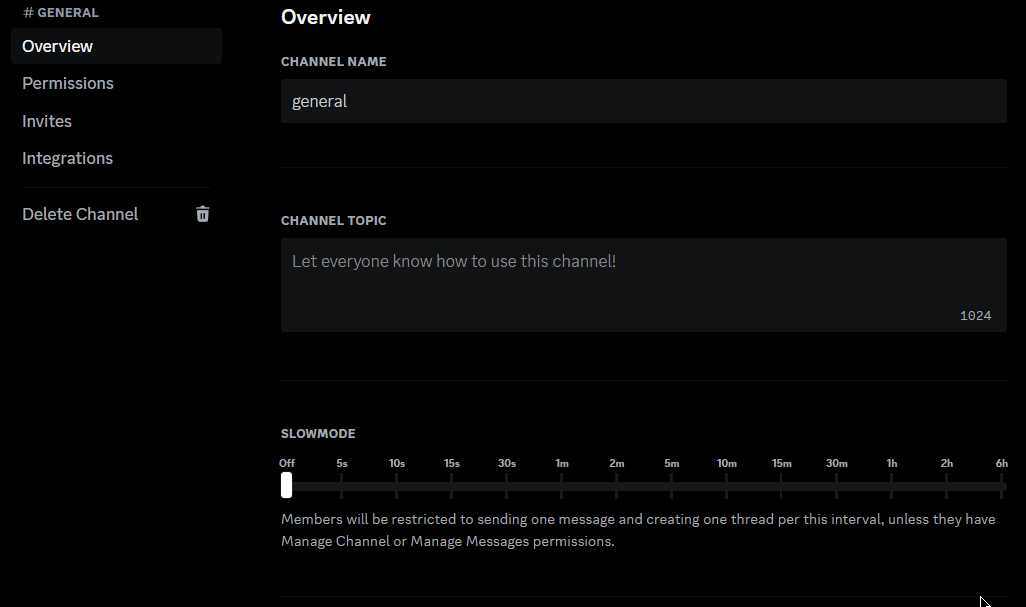 # GENERAL
Overview
Permissions
Invites
Integrations
Delete Channel
Overview
CHANNEL NAME
general
CHANNEL TOPIC
Let everyone know how to use this channel!
1024
SLOWMODE
Off 5s 10s 15s 30s 1m 2m 5m 10m 15m 30m 1h 2h 6h
Members will be restricted to sending one message and creating one thread per this interval, unless they have
Manage Channel or Manage Messages permissions.